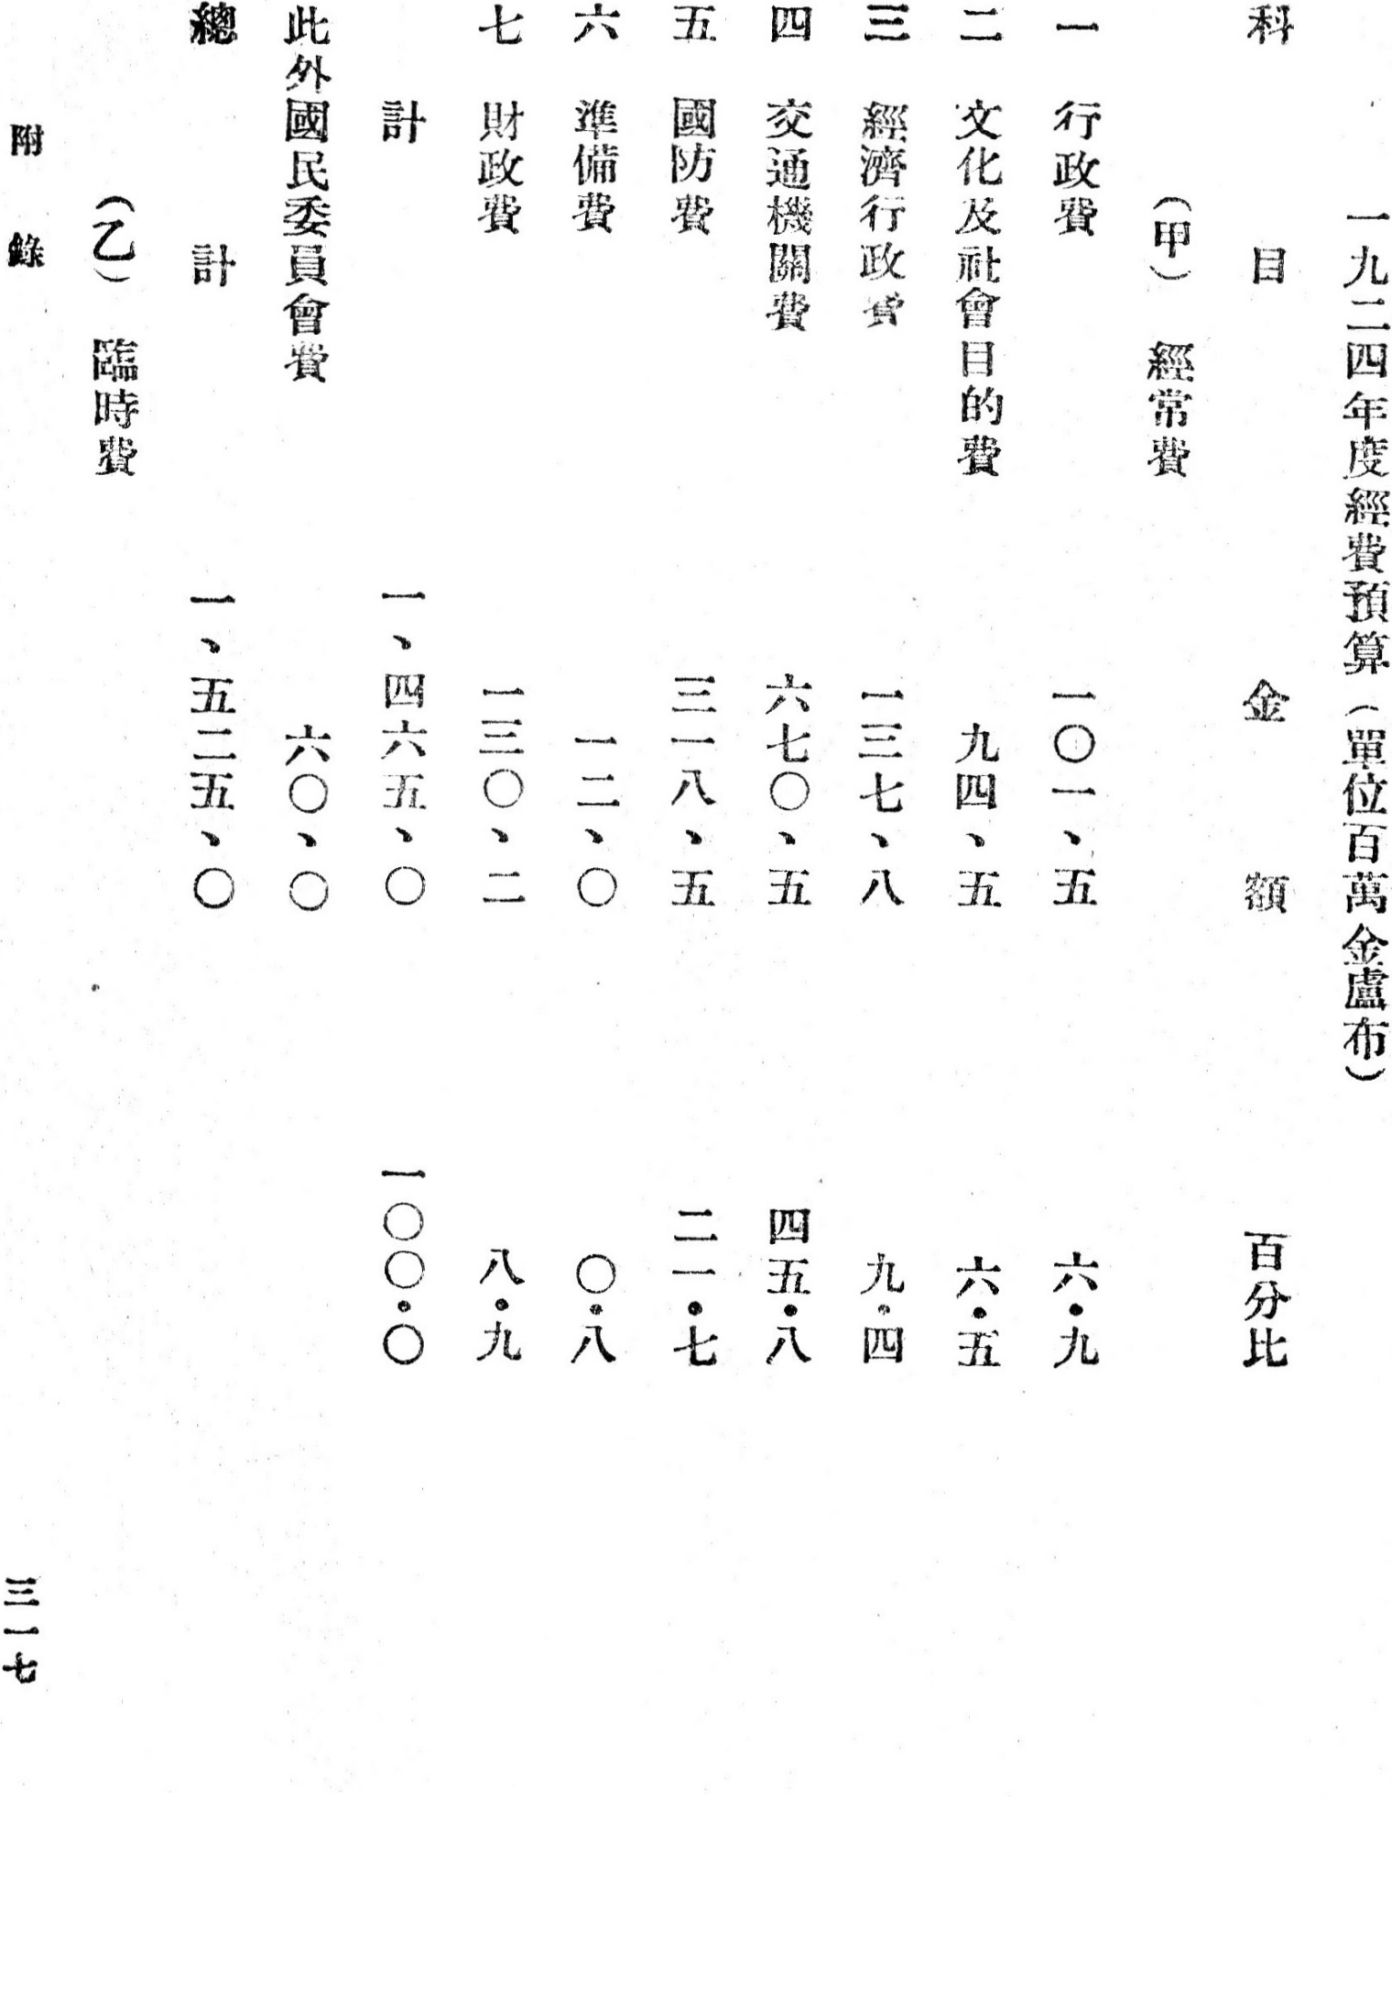 一九二四年度經費預算(單位百萬金盧布)
科目 金額 百分比
(甲) 經常費
一 行政費 一〇一、五 六•九
二 文化及社會目的費 九四、五 六•五
三 經濟行政費 一三七、八 九•四
四 交通機關費 六七〇、五 四五•八
五 國防費 三一八、五 二一•七
六 準備費 一二、〇 〇•八
七 財政費 一三〇、二 八•九
計 一、四六五、〇 一〇〇•〇
此外國民委員會費 六〇、〇
總計 一、五二五、〇
(乙) 臨時費
附錄 三一七